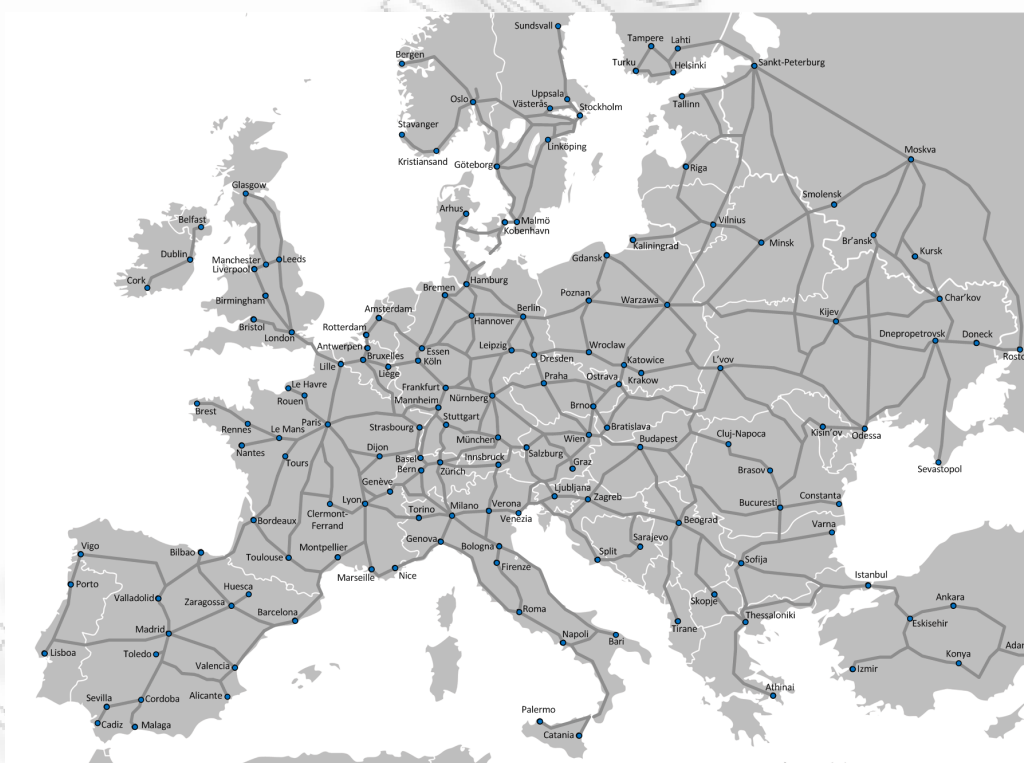 Sundsvall
Tampere
Lahti
Bergen
Turku
Helsinki
Sankt-Peterburg
Oslo
Uppsala
Västerås
Stockholm
Tallinn
Stavanger
Kristiansand
Linköping
Göteborg
Moskva
Riga
Glasgow
Smolensk
Arhus
Malmö
Kobenhavn
Belfast
Vilnius
Kaliningrad
Minsk
Br'ansk
Kursk
Dublin
Manchester
Liverpool
Leeds
Gdansk
Cork
Hamburg
Bremen
Birmingham
Amsterdam
Berlin
Poznan
Warzawa
Char'kov
Kijev
Bristol
London
Rotterdam
Hannover
Antwerpen
Bruxelles
Essen
Köln
Leipzig
Dresden
Wroclaw
Dnepropetrovsk
Doneck
Rosto
Lille
Liège
Katowice
L'vov
Le Havre
Rouen
Frankfurt
Praha
Ostrava
Krakow
Mannheim
Nürnberg
Brest
Rennes
Le Mans
Paris
Strasbourg
Stuttgart
Brno
Bratislava
Kisin'ov
Odessa
Nantes
Tours
Dijon
München
Wien
Budapest
Cluj-Napoca
Basel
Bern
Zürich
Innsbruck
Salzburg
Graz
Brasov
Sevastopol
Genève
Lyon
Ljubljana
Zagreb
Clermont-
Ferrand
Torino
Milano
Verona
Venezia
Bucuresti
Constanta
Bordeaux
Beograd
Varna
Vigo
Bilbao
Toulouse
Montpellier
Genova
Bologna
Split
Sarajevo
Sofija
Marseille
Nice
Firenze
Porto
Huesca
Istanbul
Valladolid
Zaragossa
Barcelona
Skopje
Ankara
Roma
Thessaloniki
Eskisehir
Madrid
Tirane
Napoli
Bari
Lisboa
Toledo
Valencia
Izmir
Konya
Adar
Sevilla
Cordoba
Alicante
Athinai
Cadiz
Malaga
Palermo
Catania